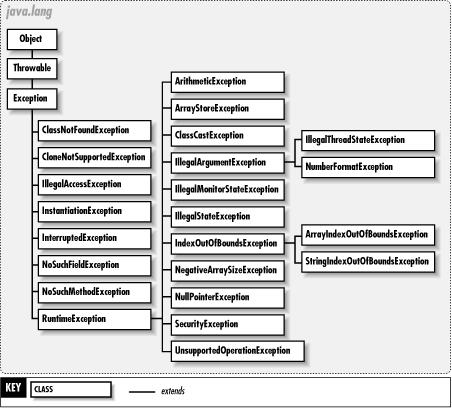 java.lang
Object
Throwable
Exception
ClassNotFoundException
CloneNotSupportedException
IllegalAccessException
InstantiationException
InterruptedException
NoSuchFieldException
NoSuchMethodException
RuntimeException
ArithmeticException
ArrayStoreException
ClassCastException
IllegalArgumentException
IllegalMonitorStateException
IllegalStateException
IndexOutOfBoundsException
NegativeArraySizeException
NullPointerException
SecurityException
UnsupportedOperationException
IllegalThreadStateException
NumberFormatException
ArrayIndexOutOfBoundsException
StringIndexOutOfBoundsException
KEY CLASS extends